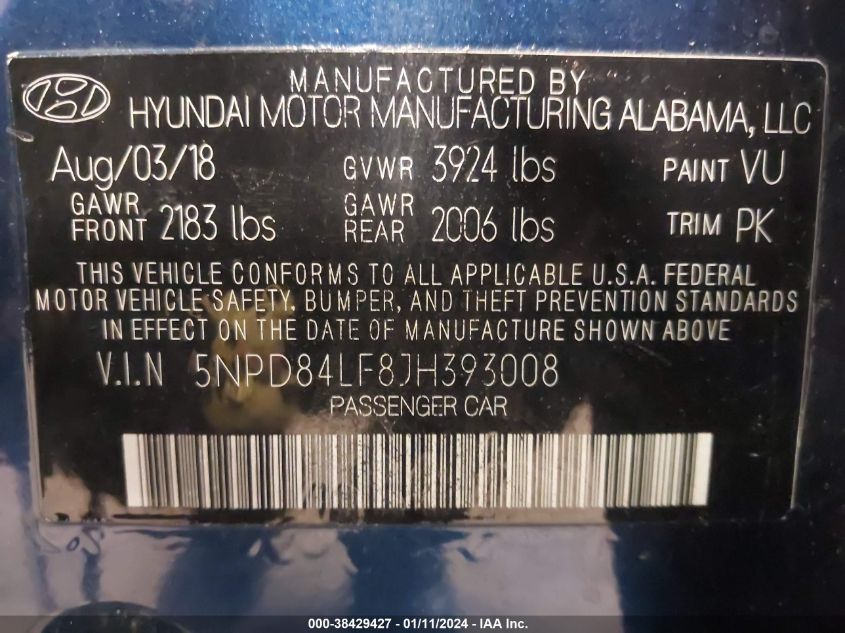 MANUFACTURED BY
HYUNDAI MOTOR MANUFACTURING ALABAMA, LLC
Aug/03/18 GVWR 3924 lbs PAINT VU
GAWR FRONT 2183 lbs GAWR REAR 2006 lbs TRIM PK
THIS VEHICLE CONFORMS TO ALL APPLICABLE U.S.A. FEDERAL
MOTOR VEHICLE SAFETY, BUMPER, AND THEFT PREVENTION STANDARDS
IN EFFECT ON THE DATE OF MANUFACTURE SHOWN ABOVE
V.I.N 5NPD84LF8JH393008
PASSENGER CAR
000-38429427 - 01/11/2024 - IAA Inc.